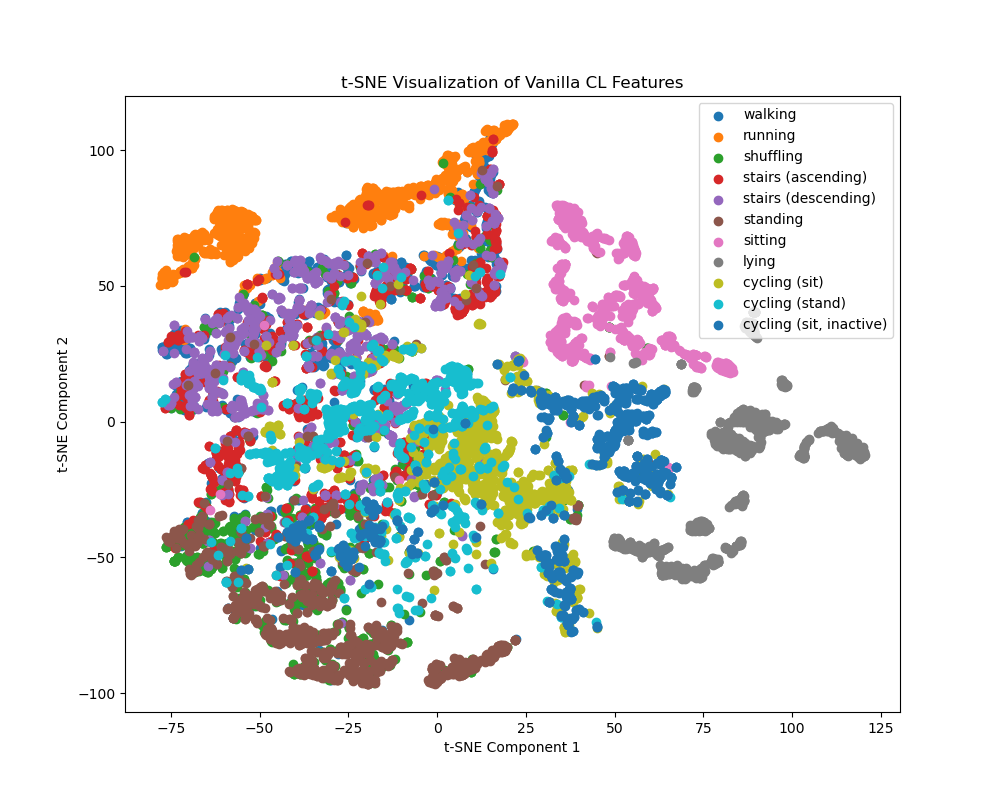 t-SNE Visualization of Vanilla CL Features
walking
running
shuffling
stairs (ascending)
stairs (descending)
standing
sitting
lying
cycling (sit)
cycling (stand)
cycling (sit, inactive)
100
50
0
−50
−100
t-SNE Component 2
−75
−50
−25
0
25
50
75
100
125
t-SNE Component 1